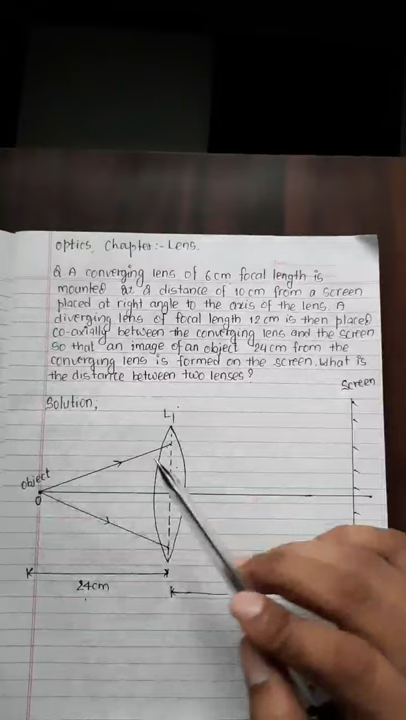 Optics Chapter:- Lens.
Q A converging lens of 6cm focal length is
mounted at a distance of 10cm from a screen
placed at right angle to the axis of the lens. A
diverging lens of focal length 12cm is then placed
co-axially between the converging lens and the screen
so that an image of an object 24cm from the
converging lens is formed on the screen. What is
the distance between two lenses?
Screen
Solution,
L1
object
O
24cm